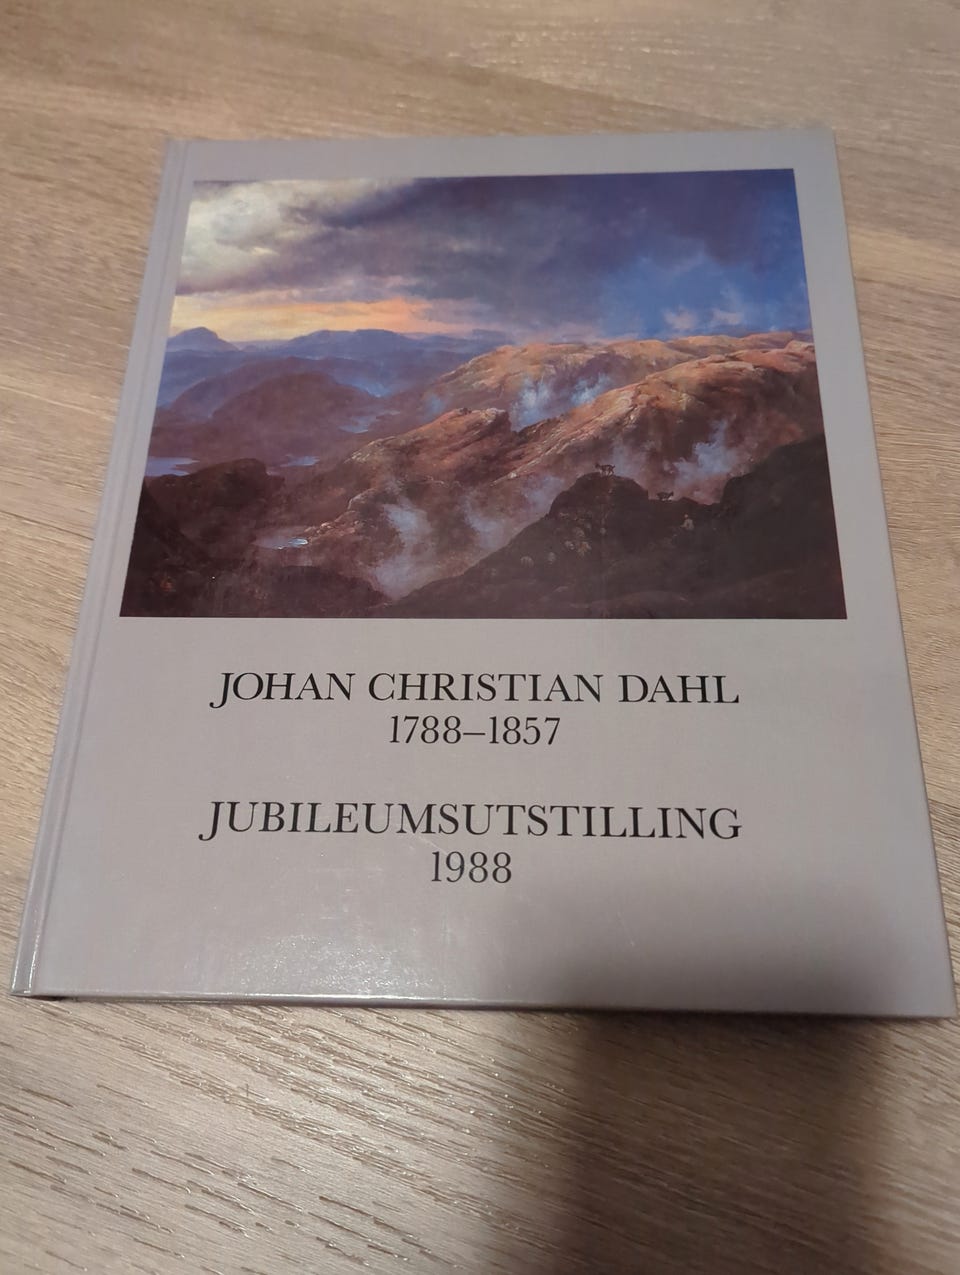 JOHAN CHRISTIAN DAHL
1788–1857
JUBILEUMSUTSTILLING
1988